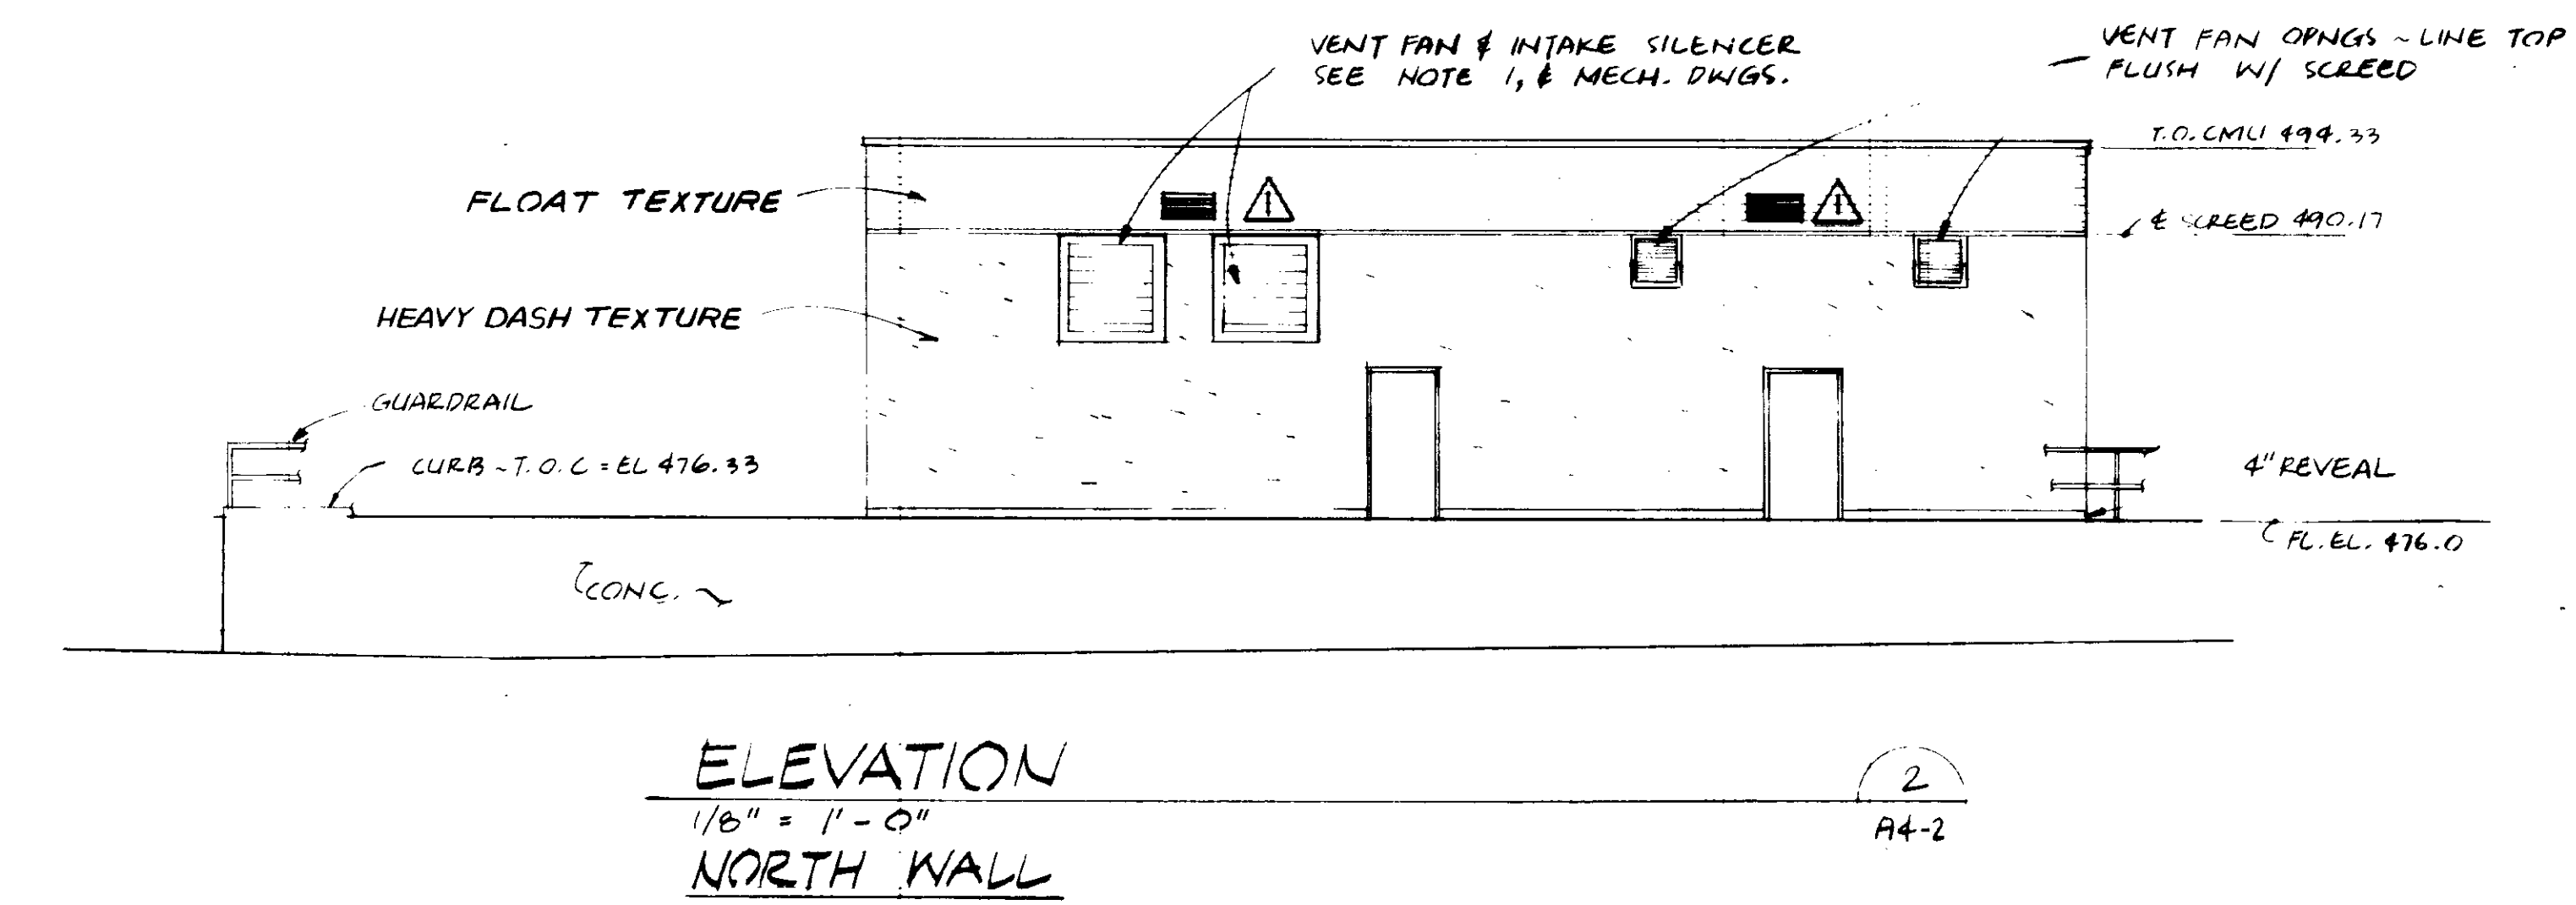 VENT FAN & INTAKE SILENCER
SEE NOTE 1, & MECH. DWGS.
VENT FAN OPNGS ~ LINE TOP
FLUSH W/ SCREED
T.O. CMU 494.33
FLOAT TEXTURE
1
1
℄ SCREED 490.17
HEAVY DASH TEXTURE
GUARDRAIL
CURB ~ T.O.C = EL 476.33
4" REVEAL
FL. EL. 476.0
CONC.
ELEVATION
1/8" = 1' - 0"
NORTH WALL
2
A4-2